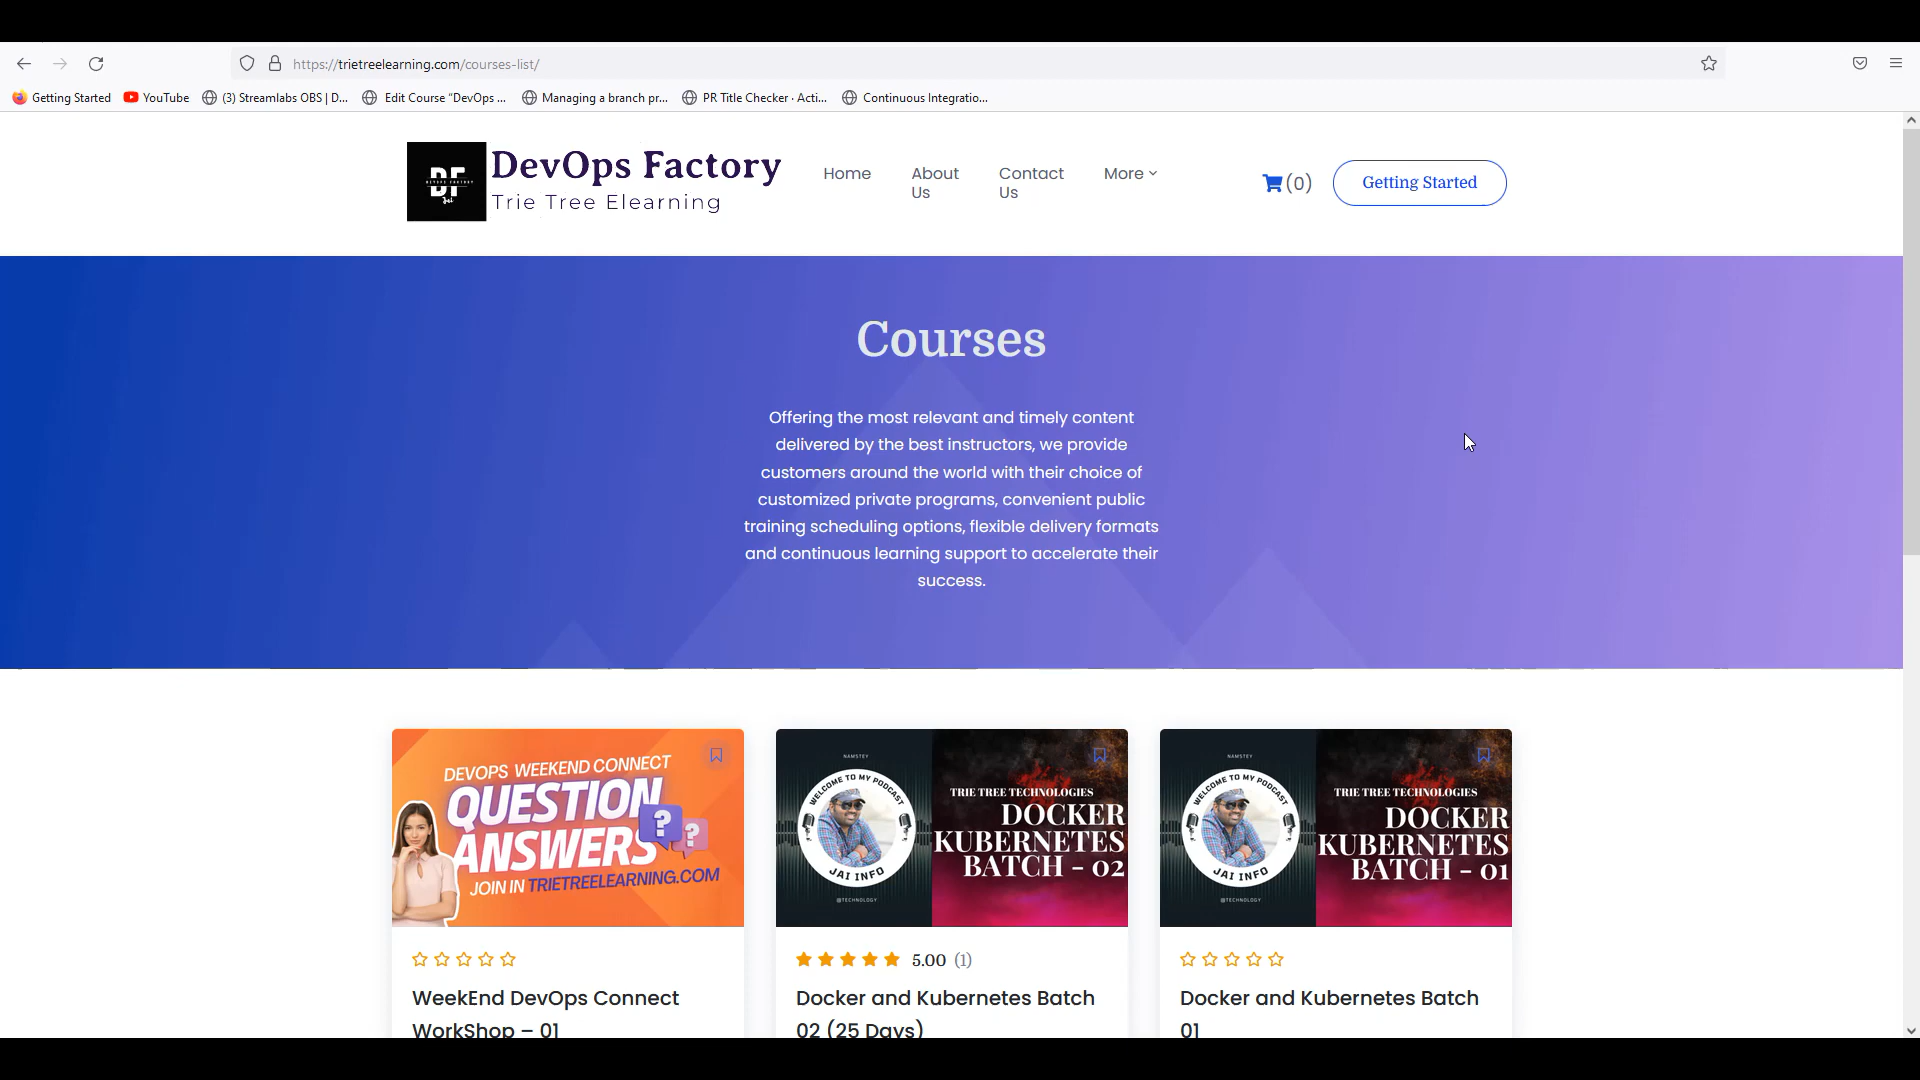 https://trietreelearning.com/courses-list/
Getting Started
YouTube
(3) Streamlabs OBS | D...
Edit Course “DevOps ...
Managing a branch pr...
PR Title Checker · Acti...
Continuous Integratio...
DF
DevOps Factory
Trie Tree Elearning
Home
About
Us
Contact
Us
More
(0)
Getting Started
Courses
Offering the most relevant and timely content
delivered by the best instructors, we provide
customers around the world with their choice of
customized private programs, convenient public
training scheduling options, flexible delivery formats
and continuous learning support to accelerate their
success.
DEVOPS WEEKEND CONNECT
QUESTION
ANSWERS
? ?
JOIN IN TRIETREELEARNING.COM
NAMSTEY
WELCOME TO MY PODCAST
JAI INFO
@TECHNOLOGY
TRIE TREE TECHNOLOGIES
DOCKER
KUBERNETES
BATCH - 02
NAMSTEY
WELCOME TO MY PODCAST
JAI INFO
@TECHNOLOGY
TRIE TREE TECHNOLOGIES
DOCKER
KUBERNETES
BATCH - 01
5.00 (1)
WeekEnd DevOps Connect
WorkShop – 01
Docker and Kubernetes Batch
02 (25 Days)
Docker and Kubernetes Batch
01